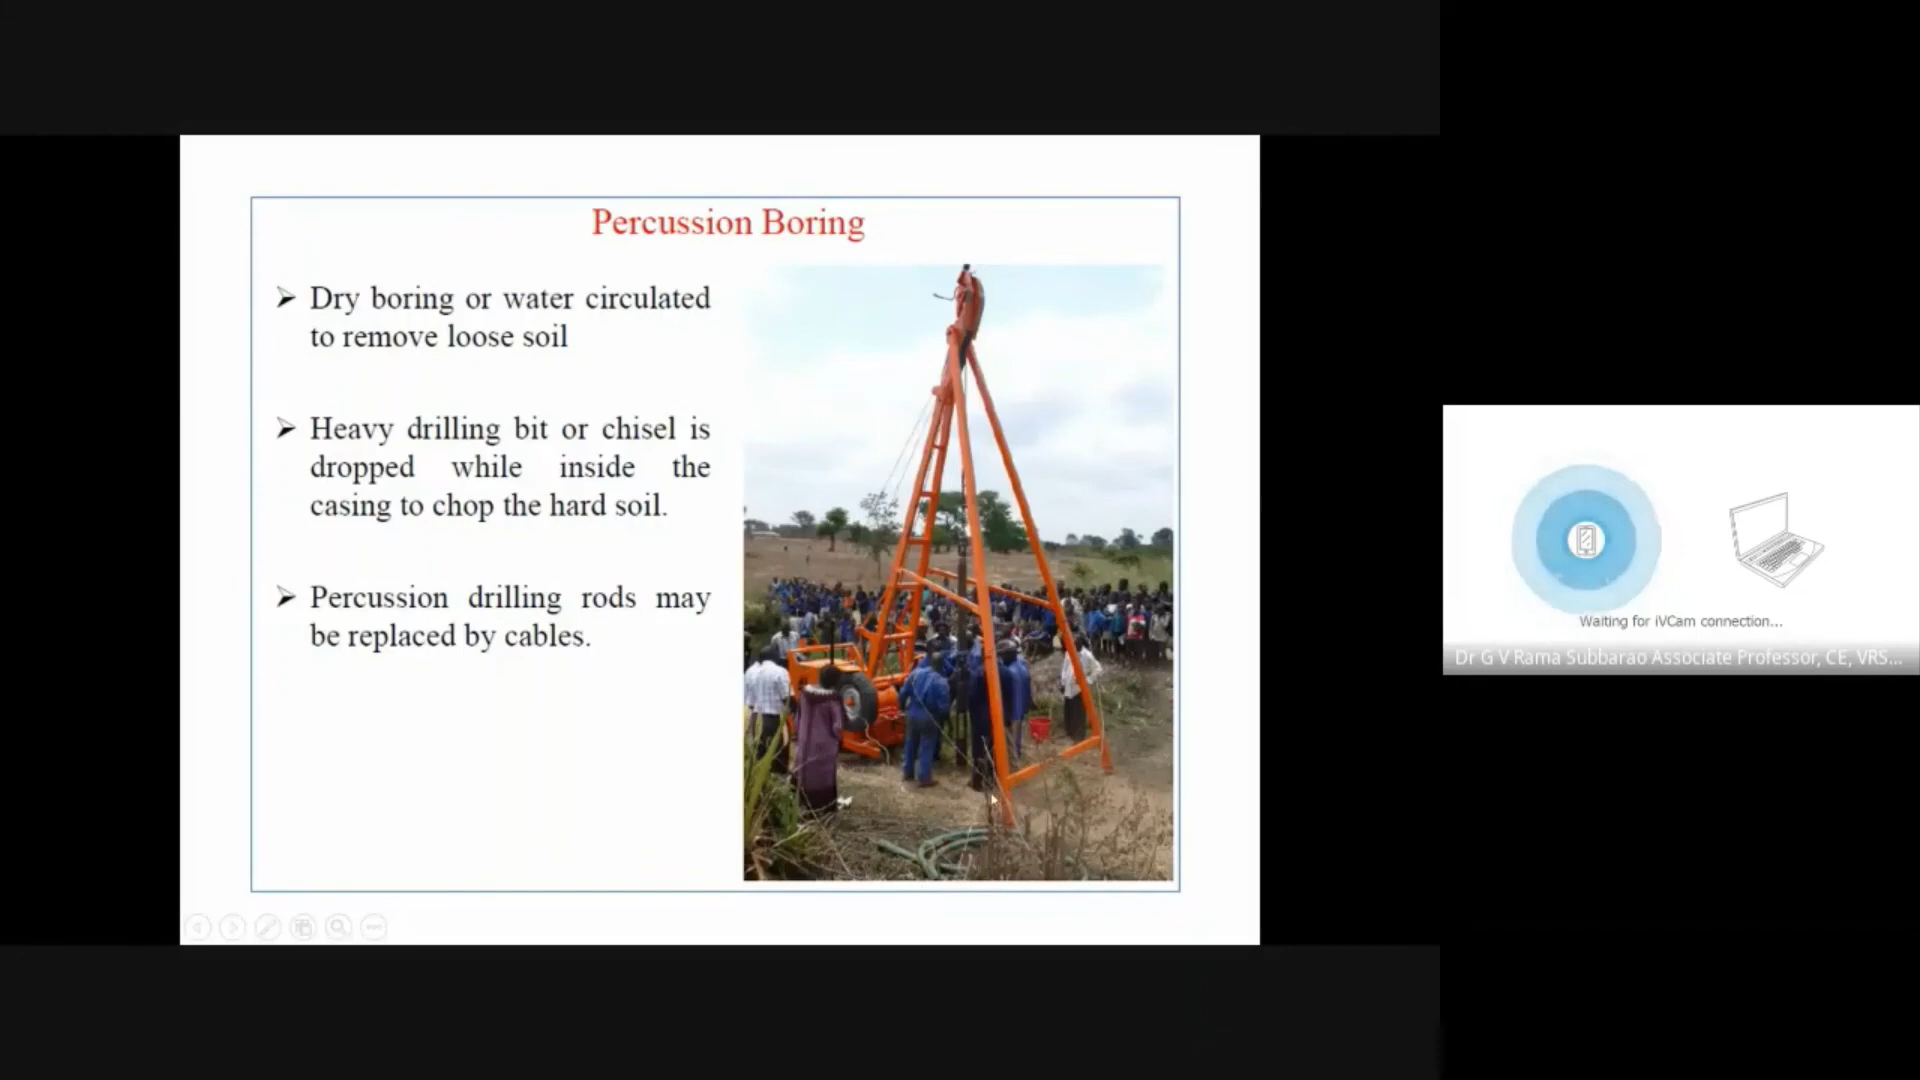 Percussion Boring
Dry boring or water circulated
to remove loose soil
Heavy drilling bit or chisel is
dropped while inside the
casing to chop the hard soil.
Percussion drilling rods may
be replaced by cables.
Waiting for iVCam connection...
Dr G V Rama Subbarao Associate Professor, CE, VRS...